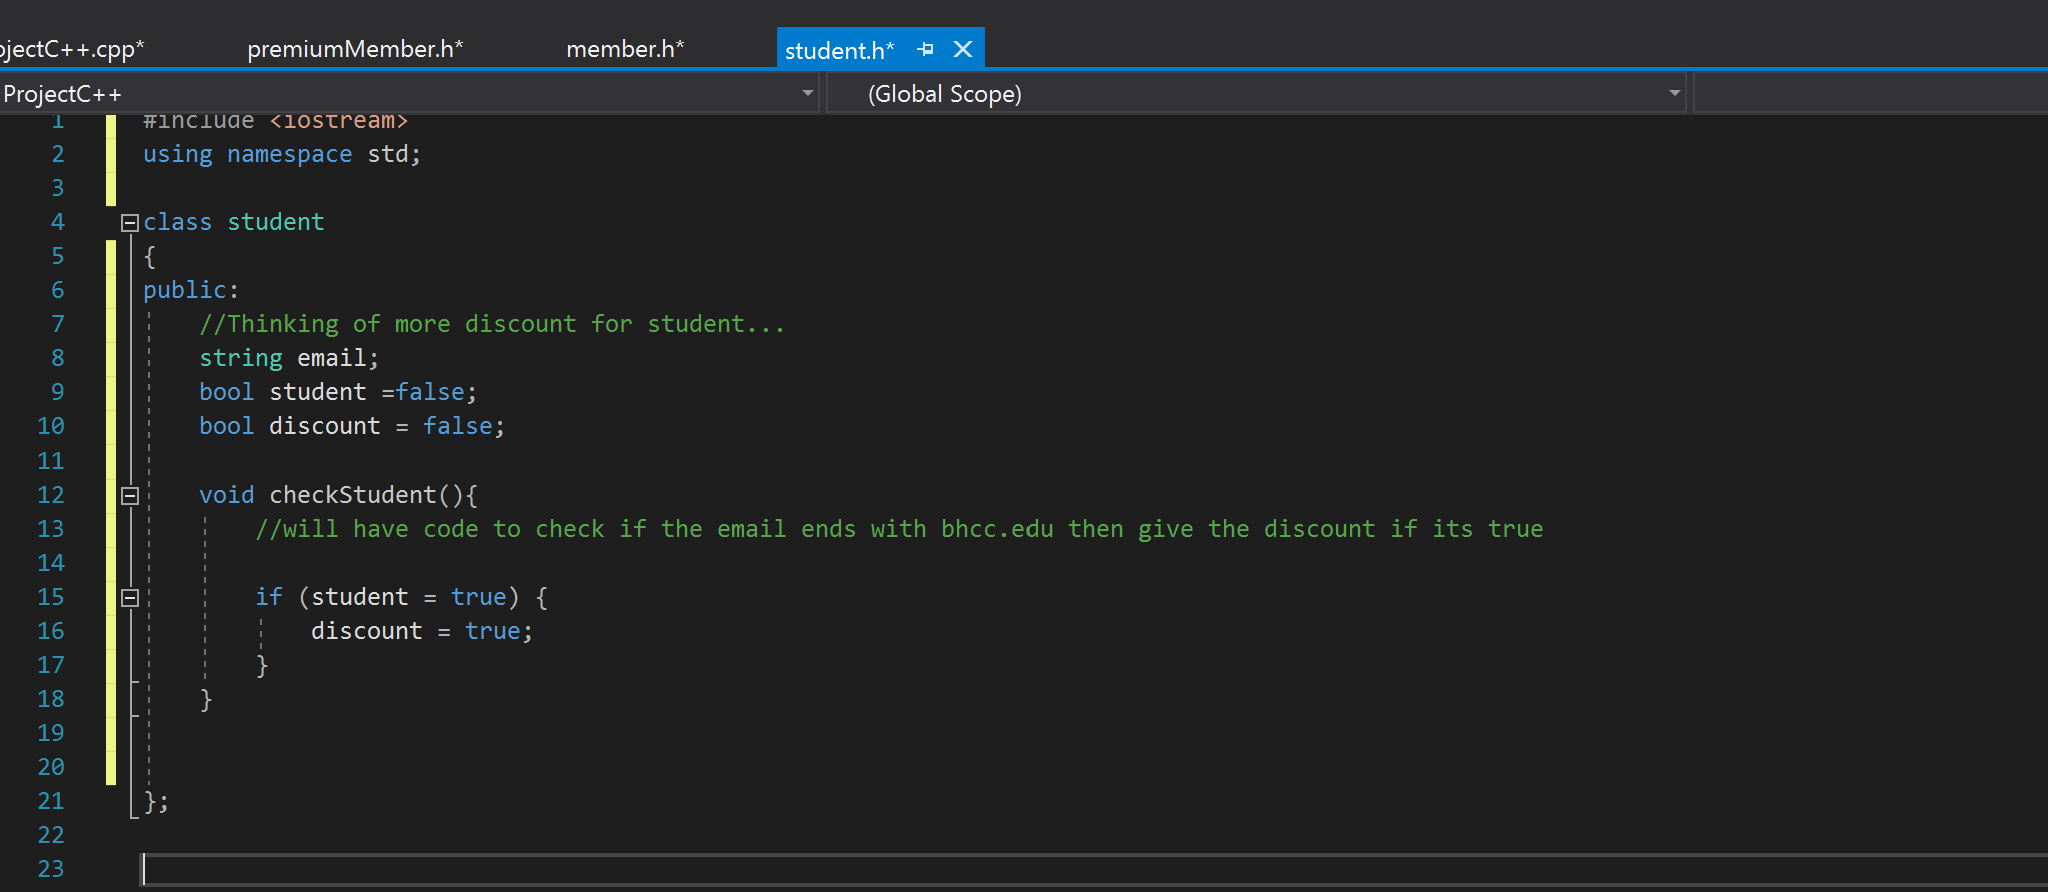 ojectC++.cpp* premiumMember.h* member.h* student.h*
ProjectC++ (Global Scope)
1 #include <iostream>
2 using namespace std;
3
4 class student
5 {
6 public:
7 //Thinking of more discount for student...
8 string email;
9 bool student =false;
10 bool discount = false;
11
12 void checkStudent(){
13 //will have code to check if the email ends with bhcc.edu then give the discount if its true
14
15 if (student = true) {
16 discount = true;
17 }
18 }
19
20
21 };
22
23